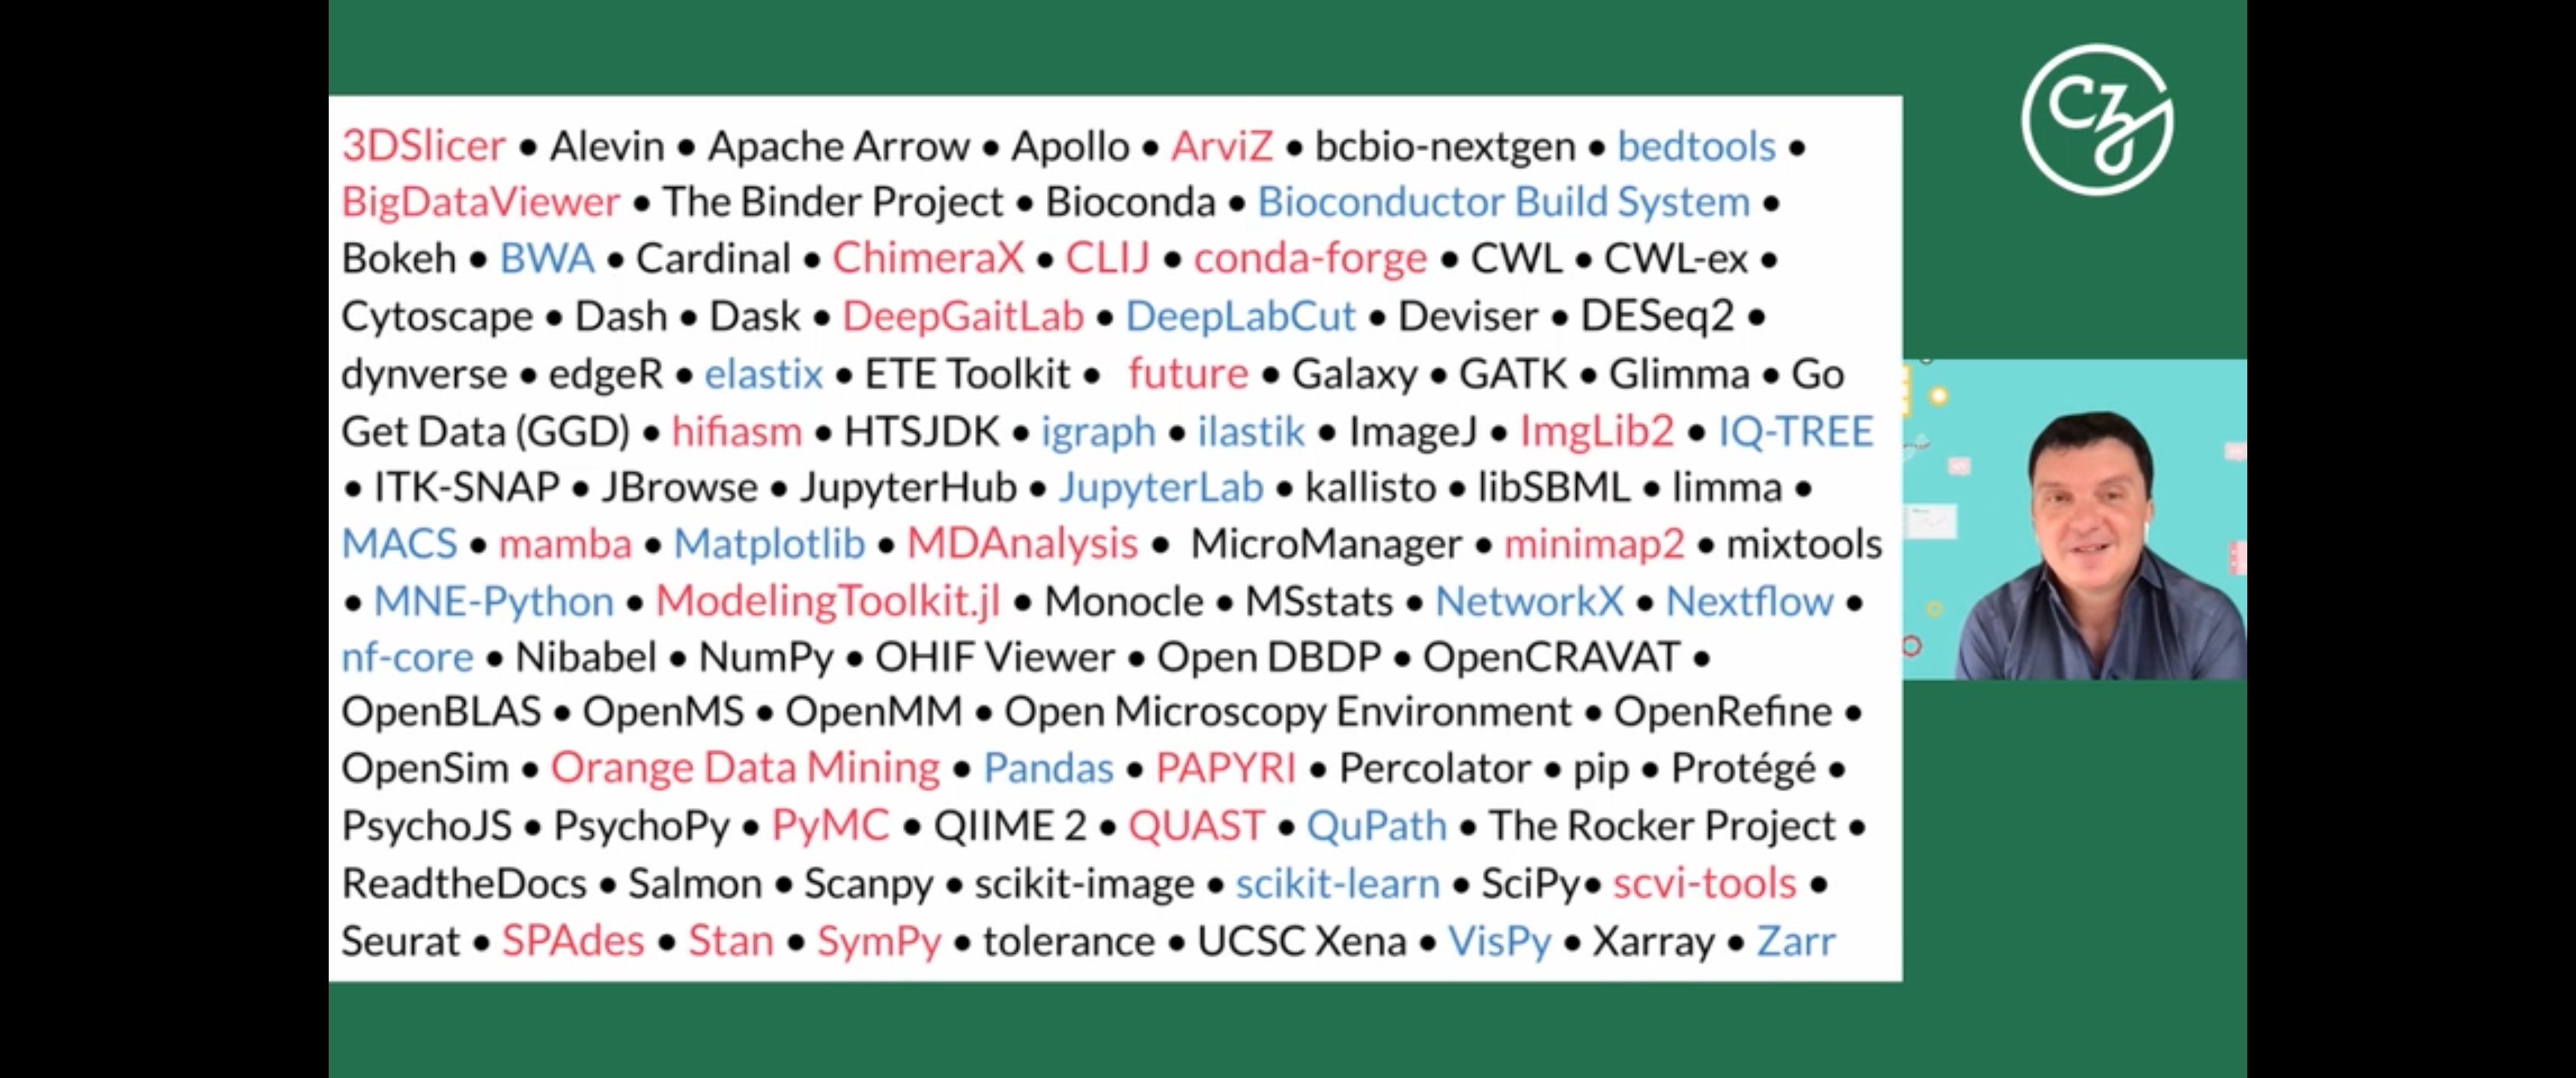 3DSlicer • Alevin • Apache Arrow • Apollo • ArviZ • bcbio-nextgen • bedtools •
BigDataViewer • The Binder Project • Bioconda • Bioconductor Build System •
Bokeh • BWA • Cardinal • ChimeraX • CLIJ • conda-forge • CWL • CWL-ex •
Cytoscape • Dash • Dask • DeepGaitLab • DeepLabCut • Deviser • DESeq2 •
dynverse • edgeR • elastix • ETE Toolkit • future • Galaxy • GATK • Glimma • Go
Get Data (GGD) • hifiasm • HTSJDK • igraph • ilastik • ImageJ • ImgLib2 • IQ-TREE
• ITK-SNAP • JBrowse • JupyterHub • JupyterLab • kallisto • libSBML • limma •
MACS • mamba • Matplotlib • MDAnalysis • MicroManager • minimap2 • mixtools
• MNE-Python • ModelingToolkit.jl • Monocle • MSstats • NetworkX • Nextflow •
nf-core • Nibabel • NumPy • OHIF Viewer • Open DBDP • OpenCRAVAT •
OpenBLAS • OpenMS • OpenMM • Open Microscopy Environment • OpenRefine •
OpenSim • Orange Data Mining • Pandas • PAPYRI • Percolator • pip • Protégé •
PsychoJS • PsychoPy • PyMC • QIIME 2 • QUAST • QuPath • The Rocker Project •
ReadtheDocs • Salmon • Scanpy • scikit-image • scikit-learn • SciPy• scvi-tools •
Seurat • SPAdes • Stan • SymPy • tolerance • UCSC Xena • VisPy • Xarray • Zarr
CZI